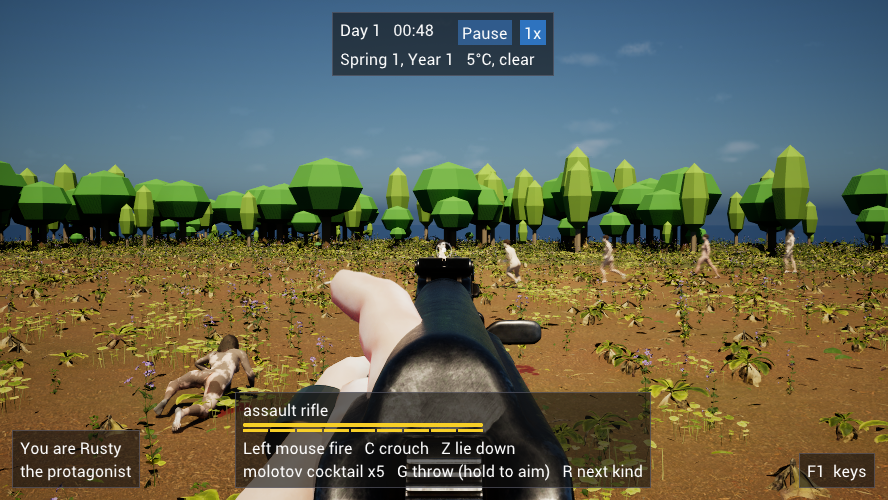 Day 1 00:48 Pause 1x
Spring 1, Year 1 5°C, clear
assault rifle
Left mouse fire C crouch Z lie down
molotov cocktail x5 G throw (hold to aim) R next kind
You are Rusty
the protagonist
F1 keys